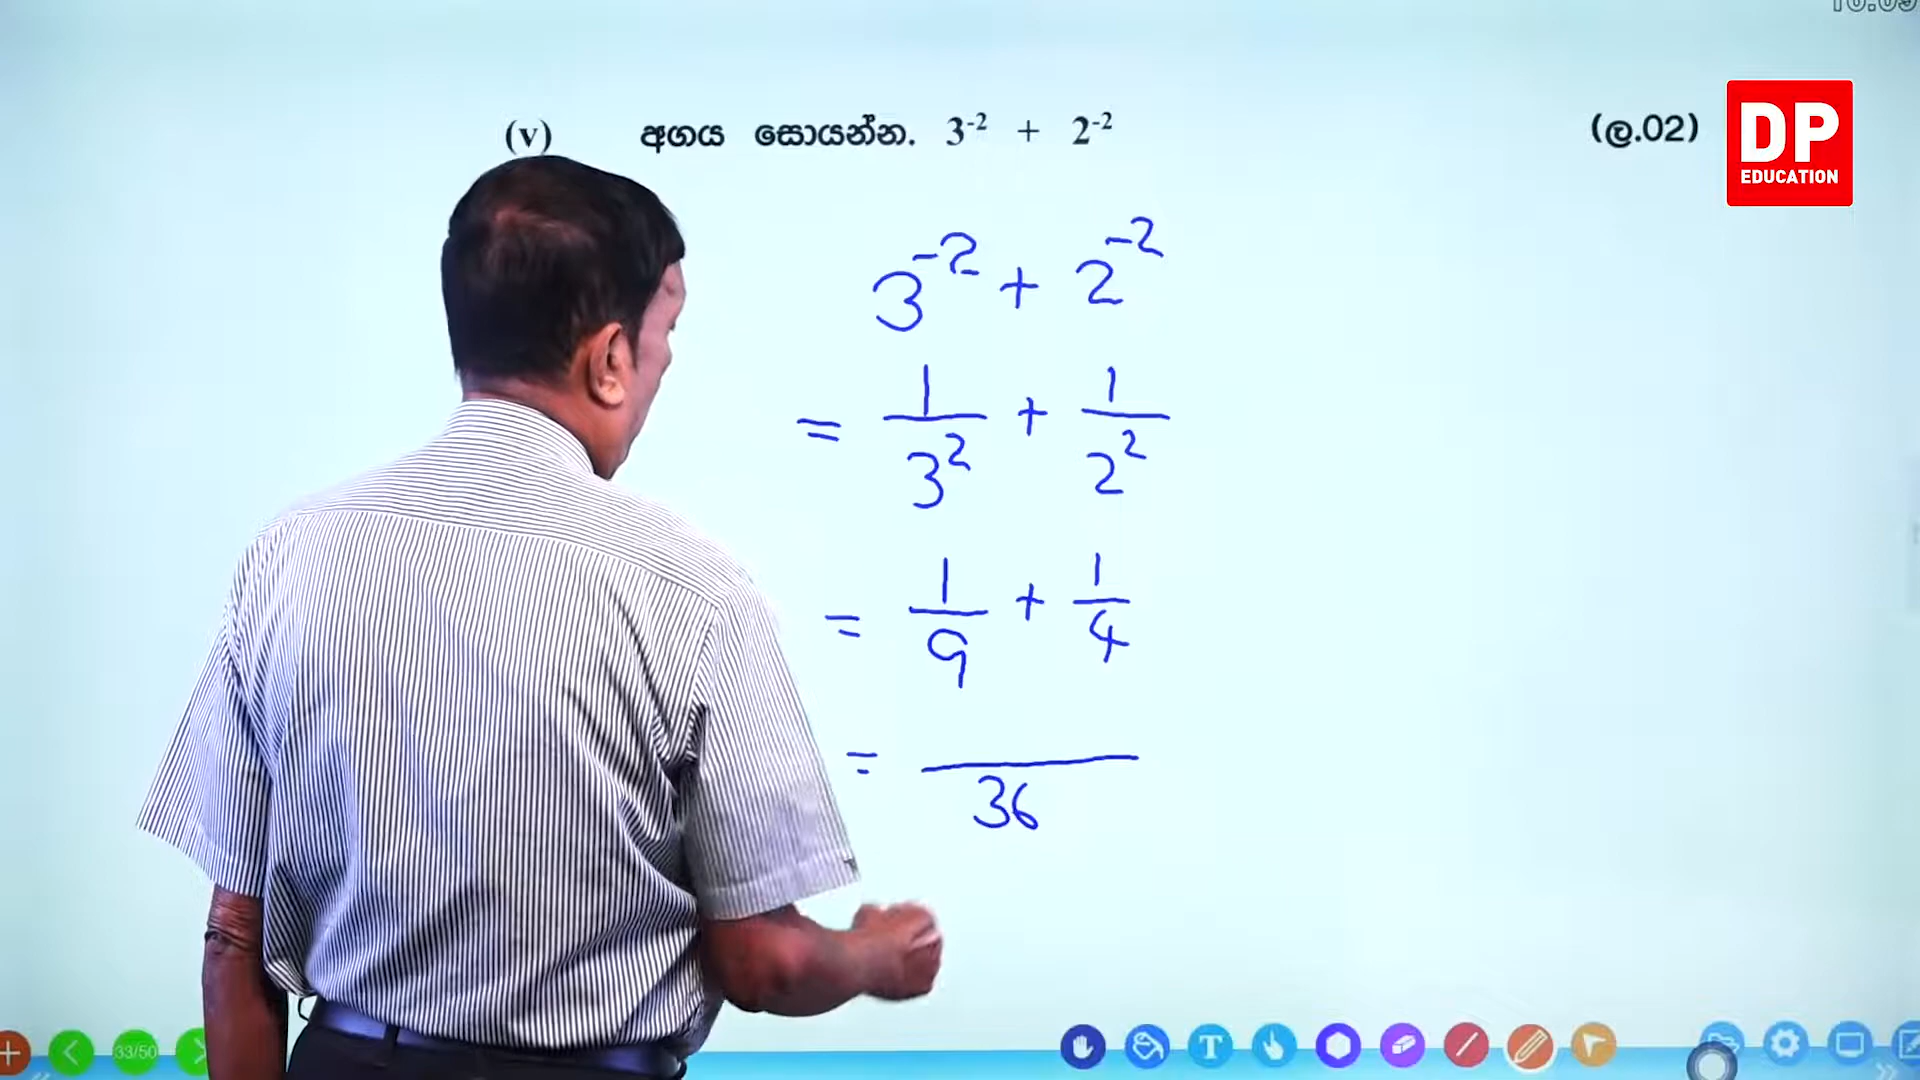 (v) අගය සොයන්න. 3⁻² + 2⁻² (ල.02)
DP
EDUCATION
3⁻² + 2⁻²
= 1/3² + 1/2²
= 1/9 + 1/4
= /36
33/50
T